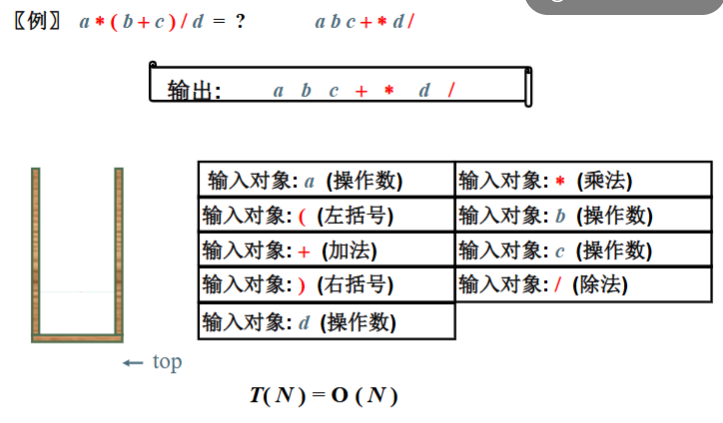 〖例〗 a * ( b + c ) / d = ? a b c + * d /
输出: a b c + * d /
输入对象: a (操作数) 输入对象: * (乘法)
输入对象: ( (左括号) 输入对象: b (操作数)
输入对象: + (加法) 输入对象: c (操作数)
输入对象: ) (右括号) 输入对象: / (除法)
输入对象: d (操作数)
← top
T( N ) = O ( N )